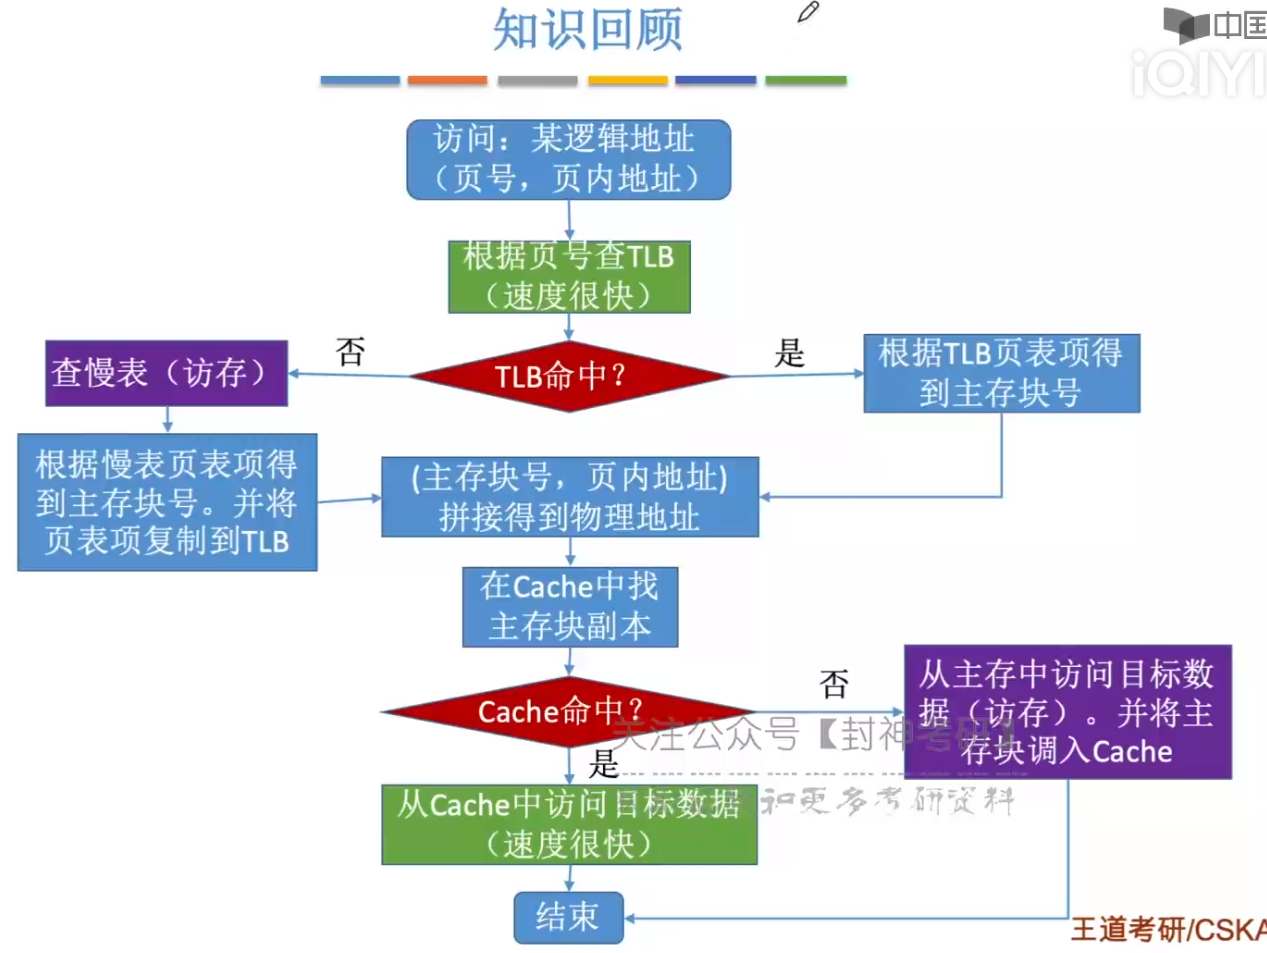 知识回顾
中国
iQIYI
访问：某逻辑地址
（页号，页内地址）
根据页号查TLB
（速度很快）
否
是
查慢表（访存）
TLB命中？
根据TLB页表项得
到主存块号
根据慢表页表项得
到主存块号。并将
页表项复制到TLB
(主存块号，页内地址)
拼接得到物理地址
在Cache中找
主存块副本
Cache命中？
否
从主存中访问目标数
据（访存）。并将主
存块调入Cache
关注公众号【封神考研】
是
从Cache中访问目标数据
（速度很快）
和更多考研资料
结束
王道考研/CSKA